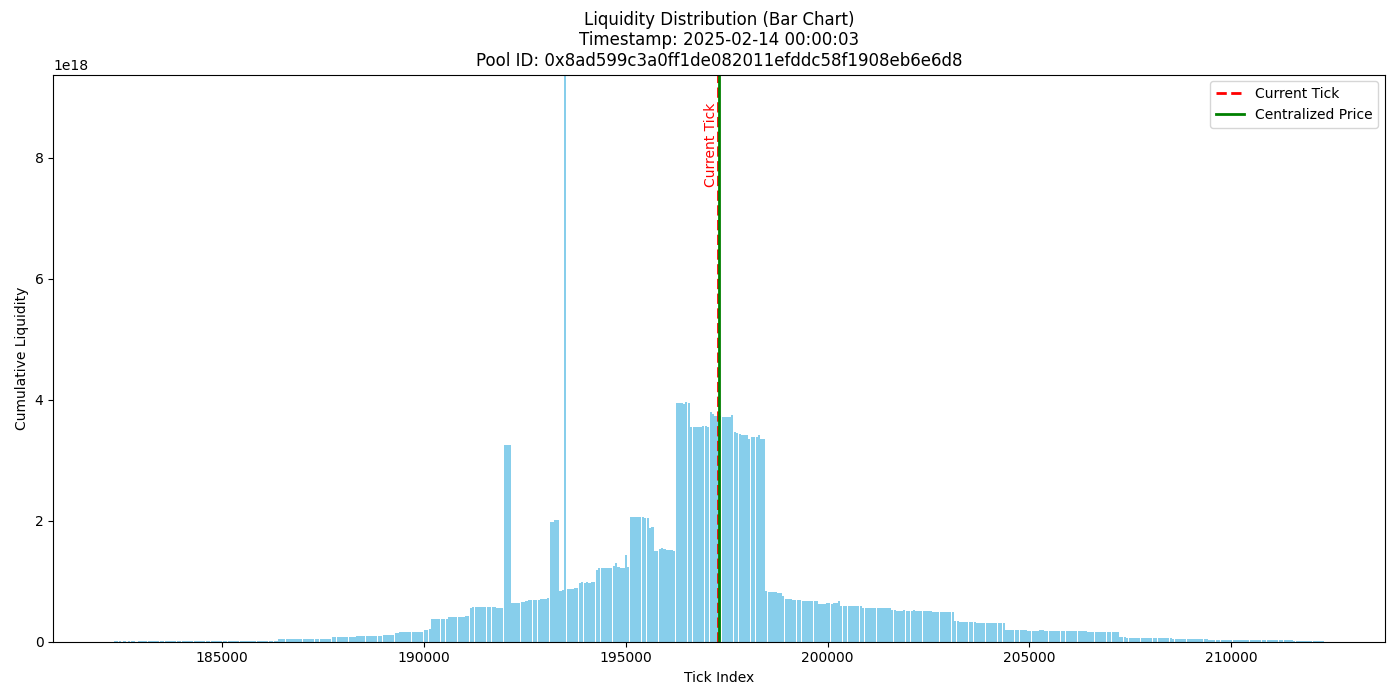 Liquidity Distribution (Bar Chart)
Timestamp: 2025-02-14 00:00:03
Pool ID: 0x8ad599c3a0ff1de082011efddc58f1908eb6e6d8
1e18
Current Tick
Centralized Price
Current Tick
8
6
4
2
0
Cumulative Liquidity
185000 190000 195000 200000 205000 210000
Tick Index